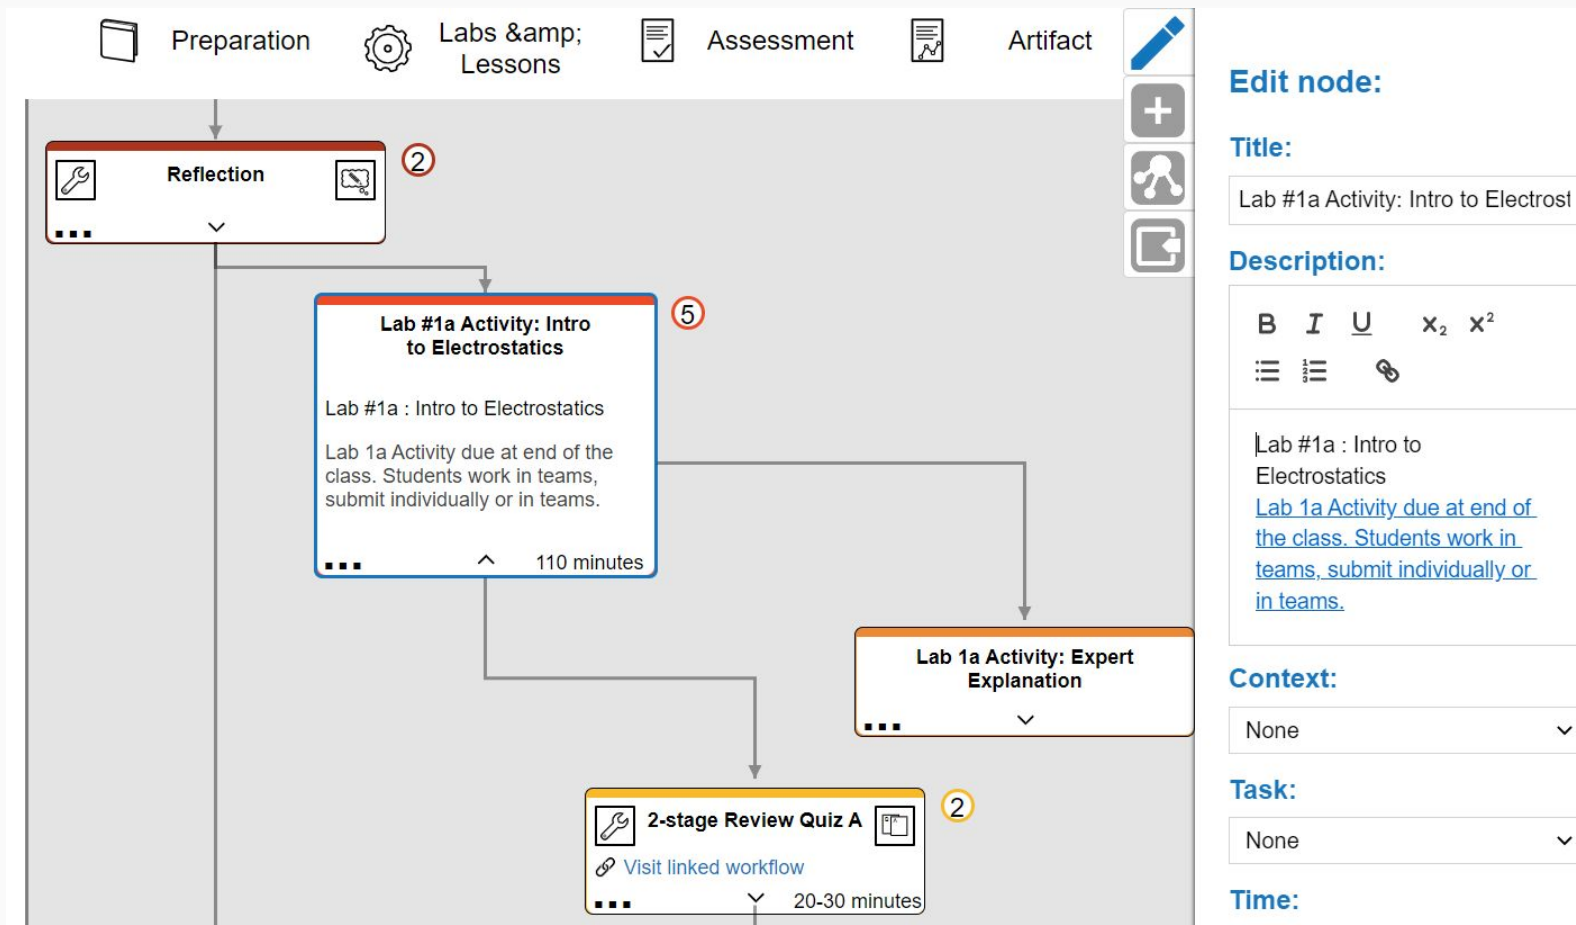 Preparation
Labs &amp;
Lessons
Assessment
Artifact
Reflection
2
Lab #1a Activity: Intro
to Electrostatics
5
Lab #1a : Intro to Electrostatics
Lab 1a Activity due at end of the
class. Students work in teams,
submit individually or in teams.
110 minutes
Lab 1a Activity: Expert
Explanation
2-stage Review Quiz A
2
Visit linked workflow
20-30 minutes
Edit node:
Title:
Lab #1a Activity: Intro to Electrost
Description:
B I U x₂ x²
Lab #1a : Intro to
Electrostatics
Lab 1a Activity due at end of
the class. Students work in
teams, submit individually or
in teams.
Context:
None
Task:
None
Time: